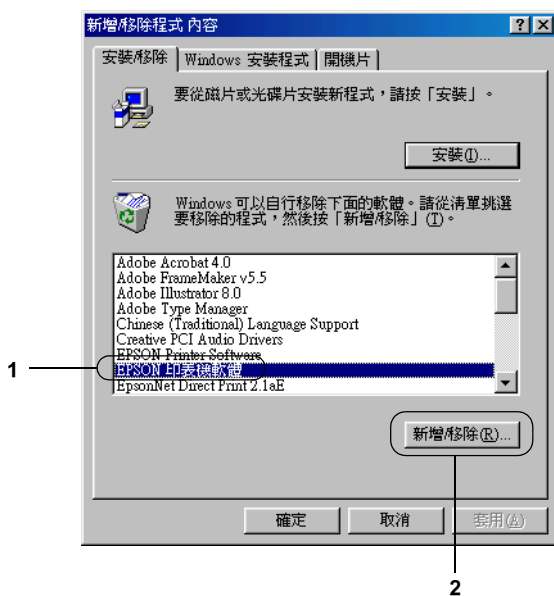 新增/移除程式 內容
安裝/移除 Windows 安裝程式 開機片
要從磁片或光碟片安裝新程式，請按「安裝」。
安裝(I)...
Windows 可以自行移除下面的軟體。請從清單挑選
要移除的程式，然後按「新增/移除」(I)。
Adobe Acrobat 4.0
Adobe FrameMaker v5.5
Adobe Illustrator 8.0
Adobe Type Manager
Chinese (Traditional) Language Support
Creative PCI Audio Drivers
EPSON Printer Software
1
EPSON 印表機軟體
EpsonNet Direct Print 2.1aE
新增/移除(R)...
確定 取消 套用(A)
2